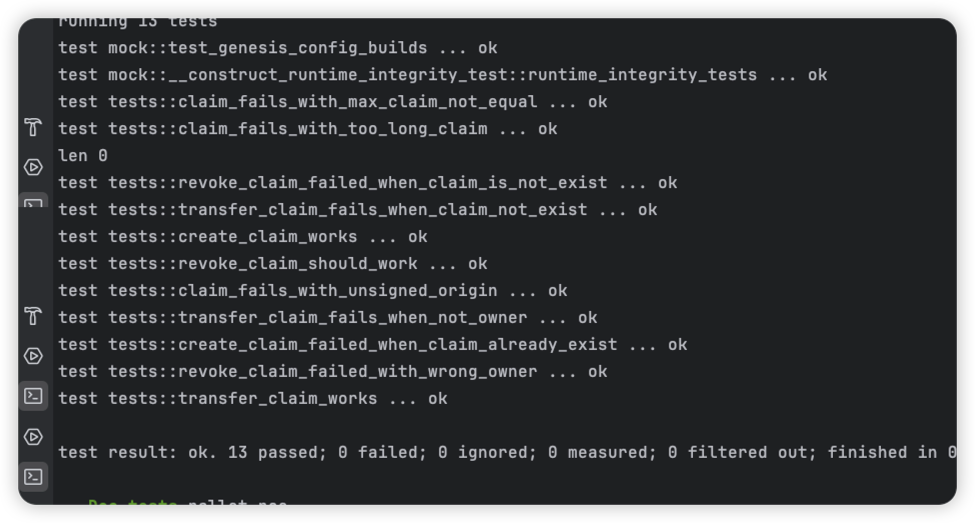 running 13 tests
test mock::test_genesis_config_builds ... ok
test mock::__construct_runtime_integrity_test::runtime_integrity_tests ... ok
test tests::claim_fails_with_max_claim_not_equal ... ok
test tests::claim_fails_with_too_long_claim ... ok
len 0
test tests::revoke_claim_failed_when_claim_is_not_exist ... ok
test tests::transfer_claim_fails_when_claim_not_exist ... ok
test tests::create_claim_works ... ok
test tests::revoke_claim_should_work ... ok
test tests::claim_fails_with_unsigned_origin ... ok
test tests::transfer_claim_fails_when_not_owner ... ok
test tests::create_claim_failed_when_claim_already_exist ... ok
test tests::revoke_claim_failed_with_wrong_owner ... ok
test tests::transfer_claim_works ... ok
test result: ok. 13 passed; 0 failed; 0 ignored; 0 measured; 0 filtered out; finished in 0
Doc-tests